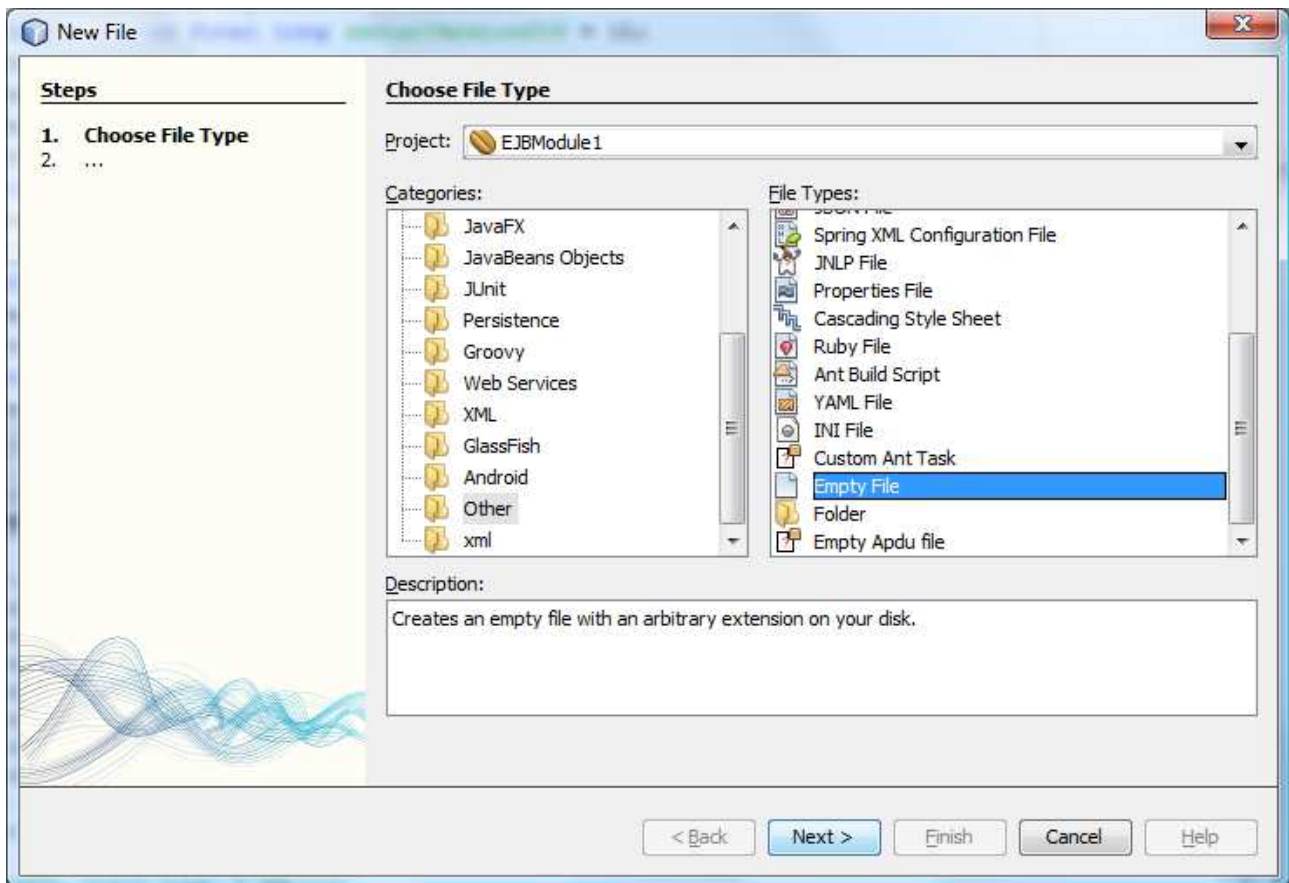 New File
Steps
1. Choose File Type
2. ...
Choose File Type
Project: EJBModule1
Categories:
JavaFX
JavaBeans Objects
JUnit
Persistence
Groovy
Web Services
XML
GlassFish
Android
Other
xml
File Types:
Spring XML Configuration File
JNLP File
Properties File
Cascading Style Sheet
Ruby File
Ant Build Script
YAML File
INI File
Custom Ant Task
Empty File
Folder
Empty Apdu file
Description:
Creates an empty file with an arbitrary extension on your disk.
< Back Next > Finish Cancel Help